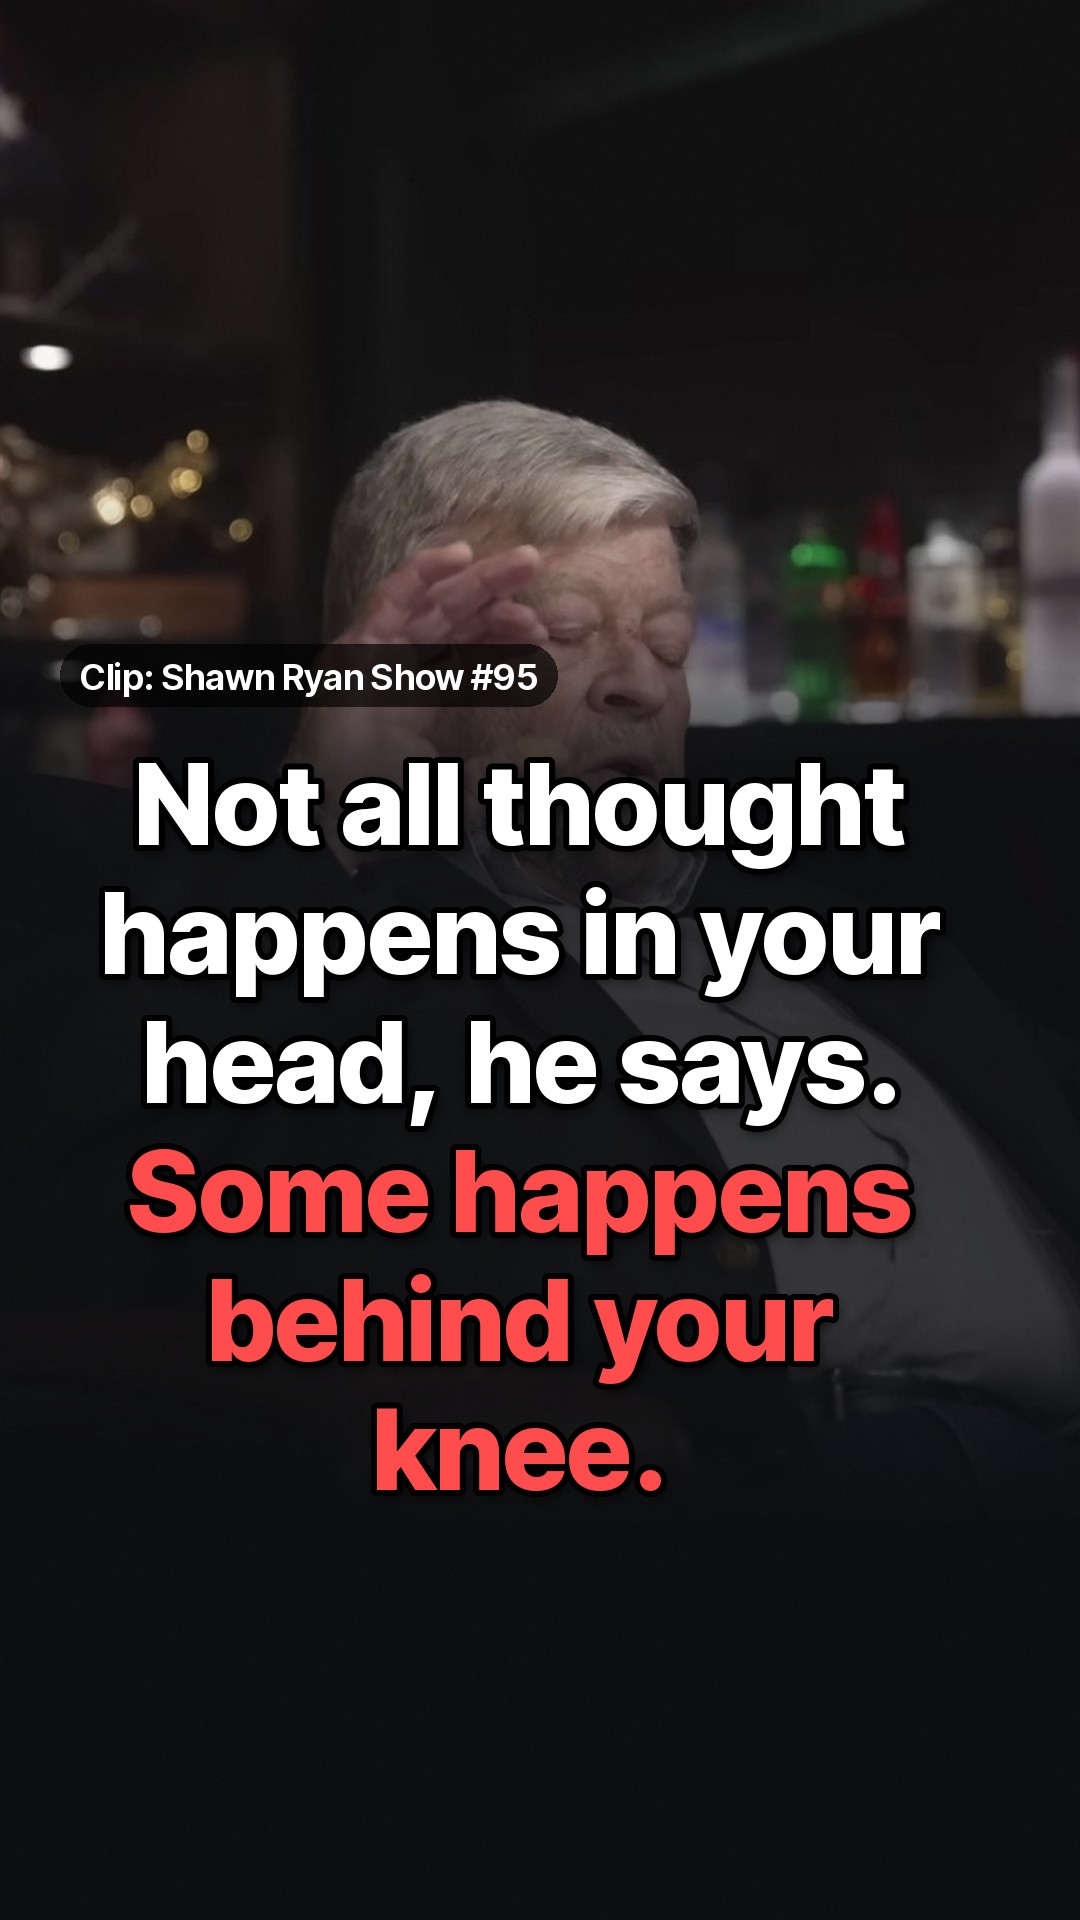 Clip: Shawn Ryan Show #95
Not all thought
happens in your
head, he says.
Some happens
behind your
knee.